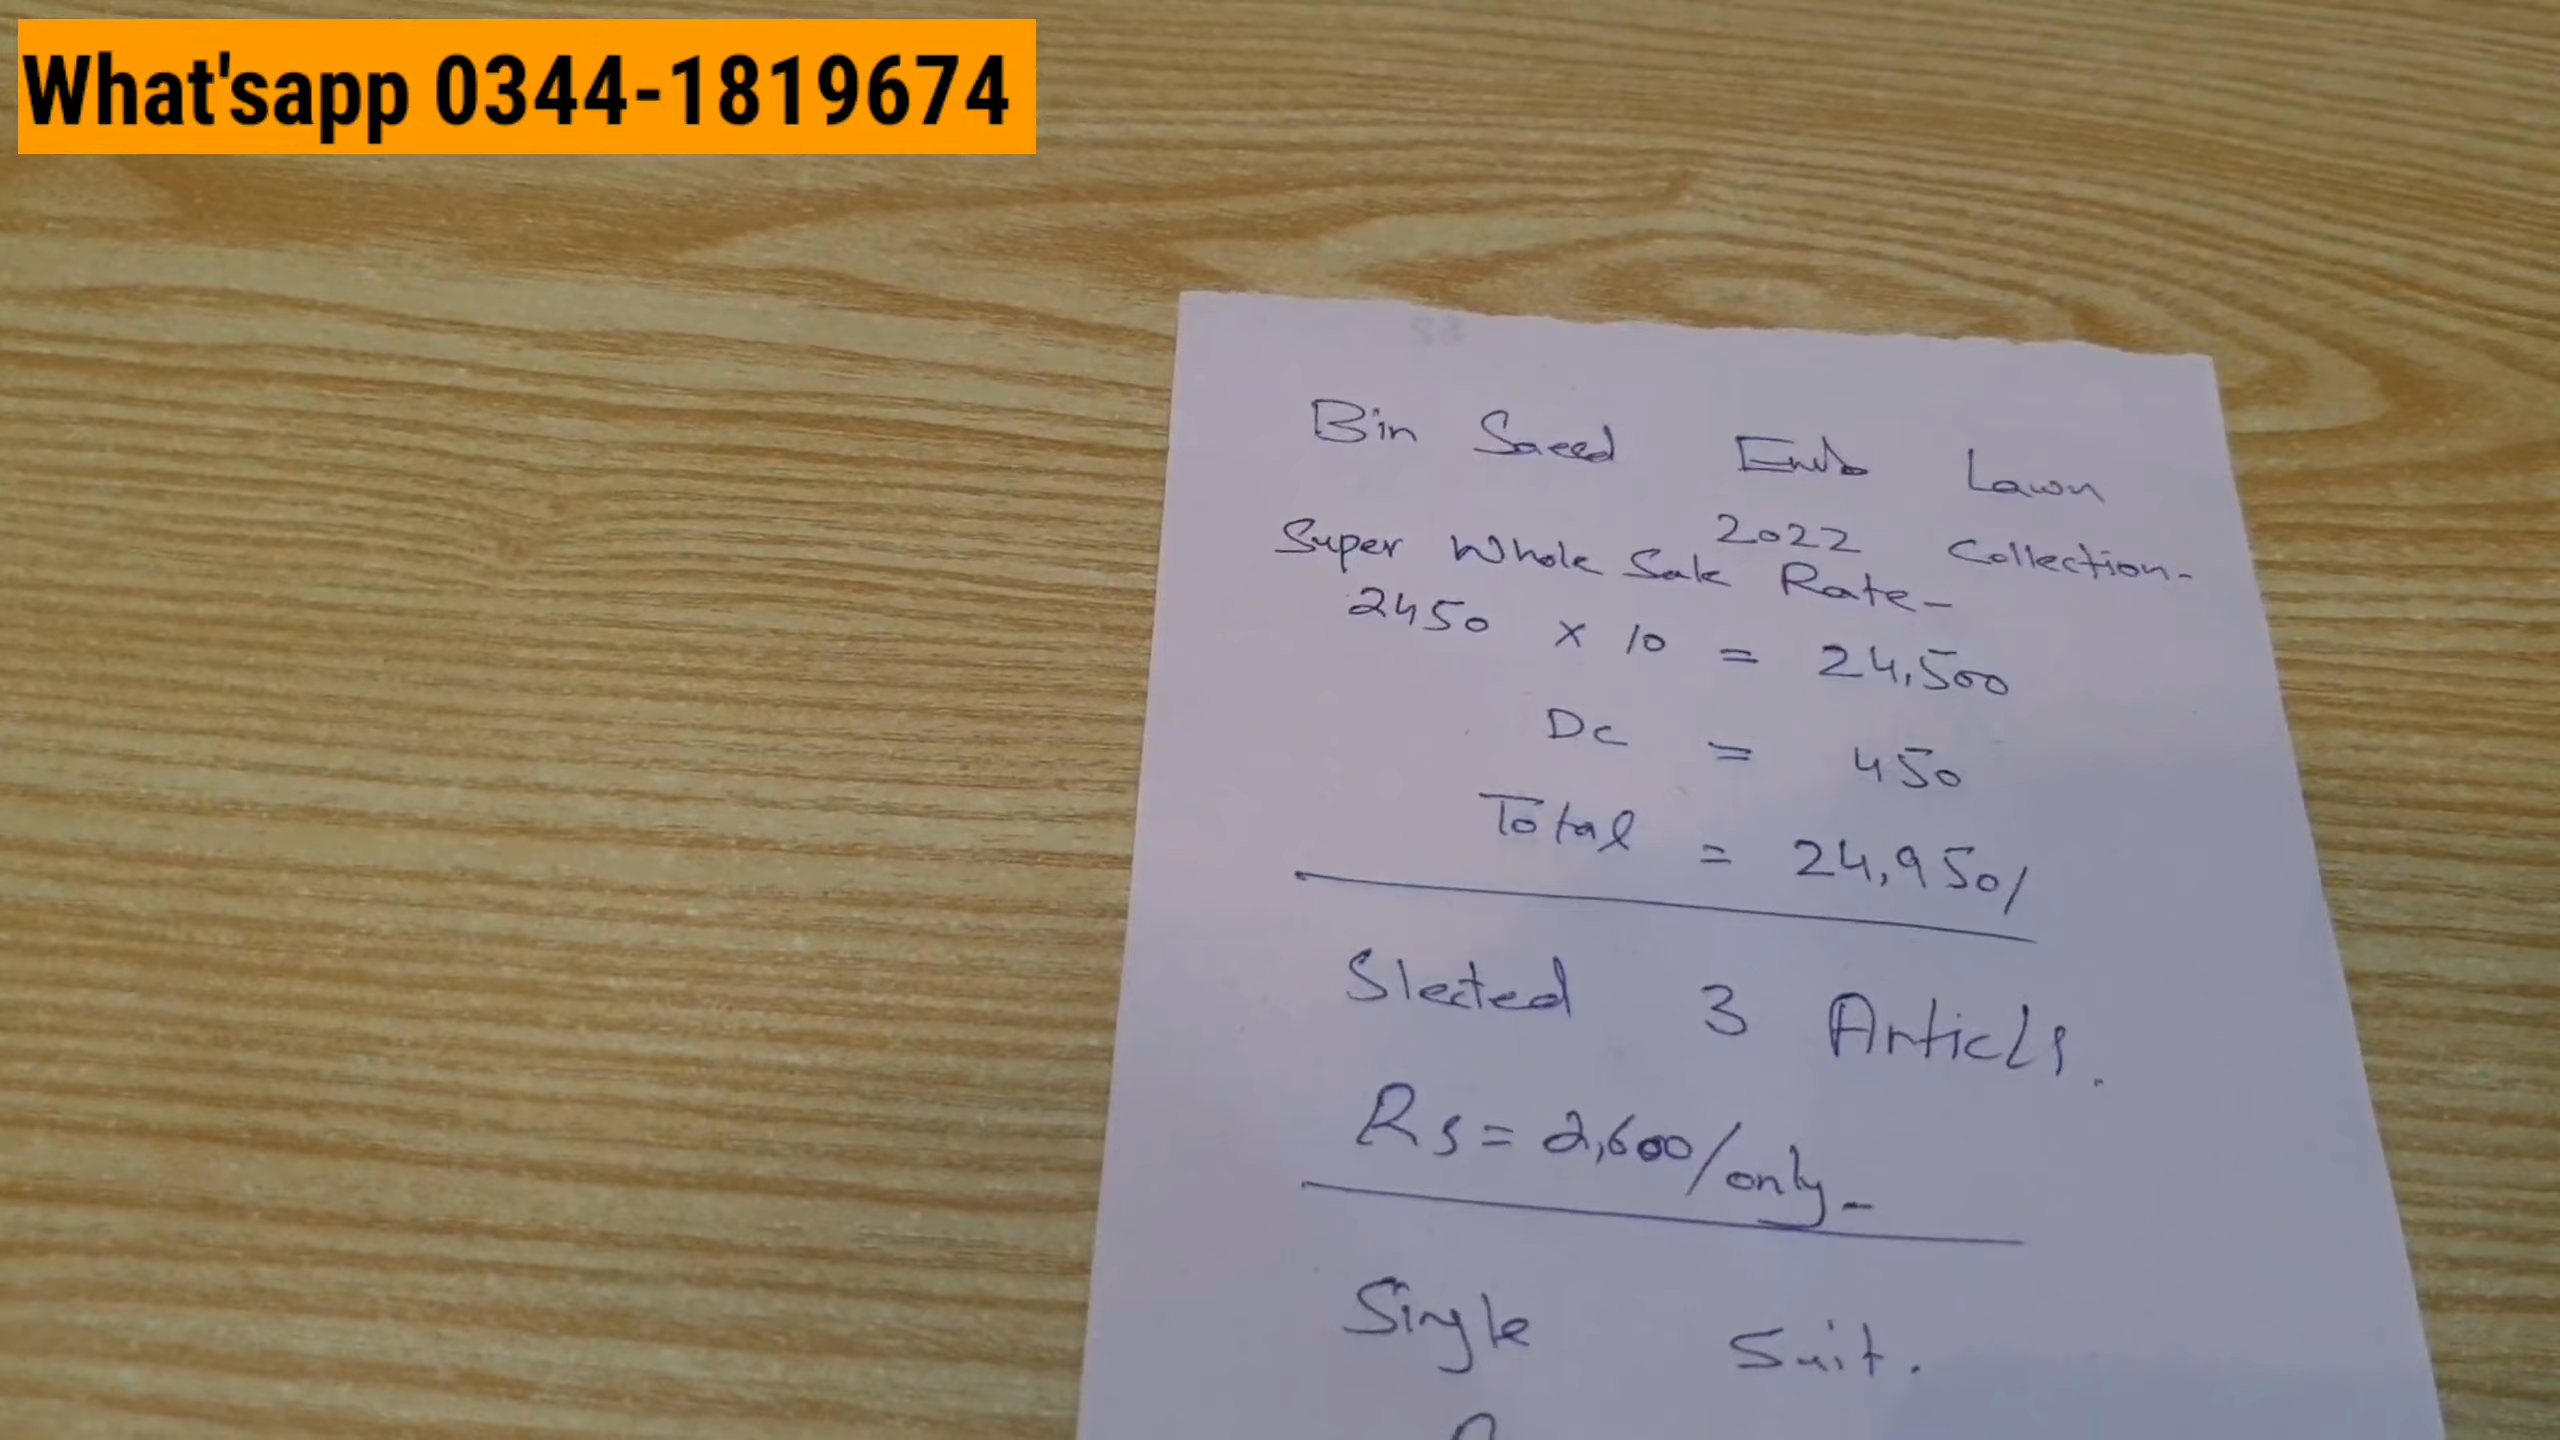 What'sapp 0344-1819674
Bin Saeed Emb Lawn
2022 Collection-
Super Whole Sale Rate-
2450 x 10 = 24,500
Dc = 450
Total = 24,950/
Slected 3 Articls.
Rs = 2,600/only-
Single Suit.